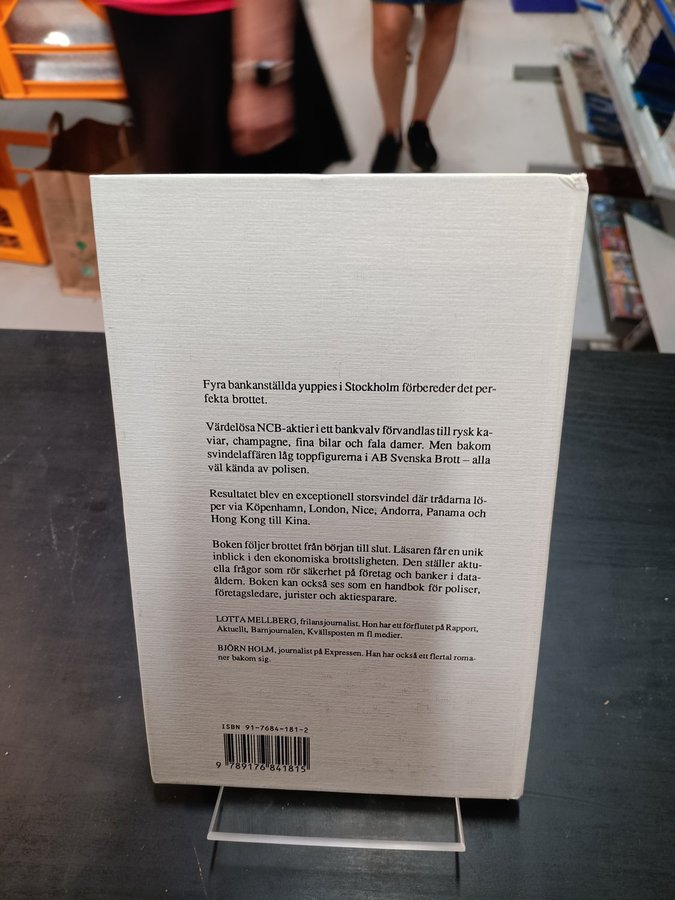 Fyra bankanställda yuppies i Stockholm förbereder det per-
fekta brottet.
Värdelösa NCB-aktier i ett bankvalv förvandlas till rysk ka-
viar, champagne, fina bilar och fala damer. Men bakom
svindelaffären låg toppfigurerna i AB Svenska Brott – alla
väl kända av polisen.
Resultatet blev en exceptionell storsvindel där trådarna lö-
per via Köpenhamn, London, Nice, Andorra, Panama och
Hong Kong till Kina.
Boken följer brottet från början till slut. Läsaren får en unik
inblick i den ekonomiska brottsligheten. Den ställer aktu-
ella frågor som rör säkerhet på företag och banker i data-
åldern. Boken kan också ses som en handbok för poliser,
företagsledare, jurister och aktiesparare.
LOTTA MELLBERG, frilansjournalist. Hon har ett förflutet på Rapport,
Aktuellt, Barnjournalen, Kvällsposten m fl medier.
BJÖRN HOLM, journalist på Expressen. Han har också ett flertal roma-
ner bakom sig.
ISBN 91-7684-181-2
9 789176 841815